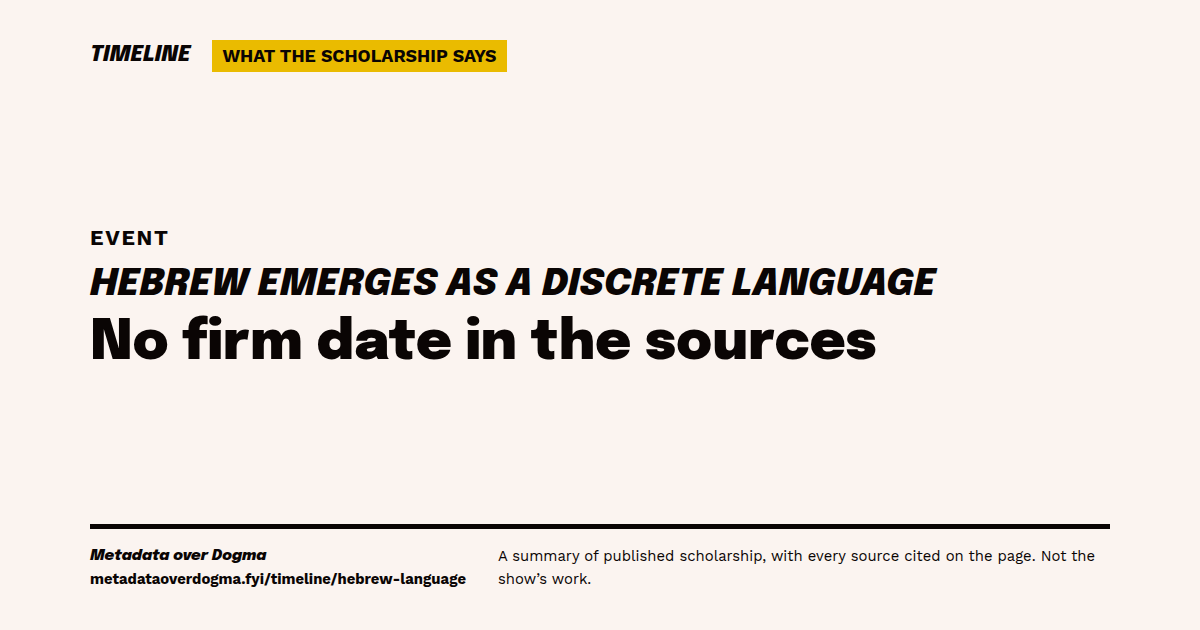 TIMELINE
WHAT THE SCHOLARSHIP SAYS
EVENT
HEBREW EMERGES AS A DISCRETE LANGUAGE
No firm date in the sources
Metadata over Dogma
metadataoverdogma.fyi/timeline/hebrew-language
A summary of published scholarship, with every source cited on the page. Not the
show’s work.